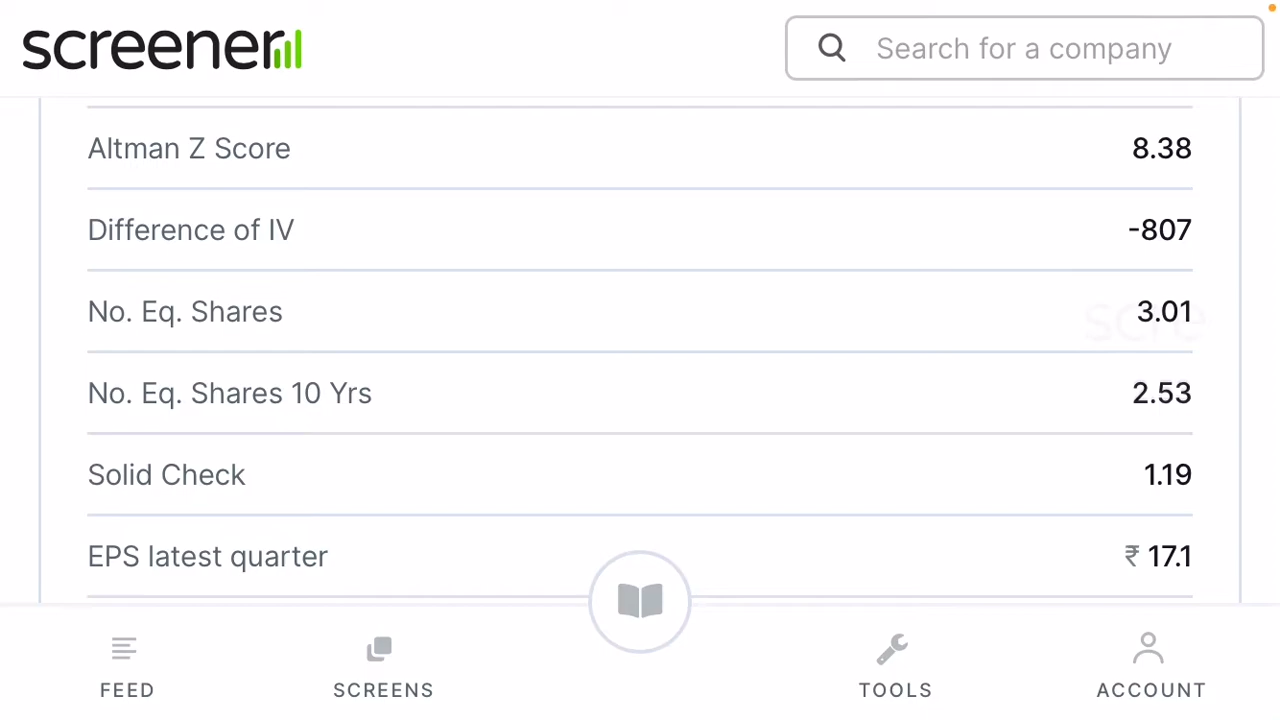 screener
Search for a company
Altman Z Score 8.38
Difference of IV -807
No. Eq. Shares 3.01
No. Eq. Shares 10 Yrs 2.53
Solid Check 1.19
EPS latest quarter ₹ 17.1
FEED SCREENS TOOLS ACCOUNT